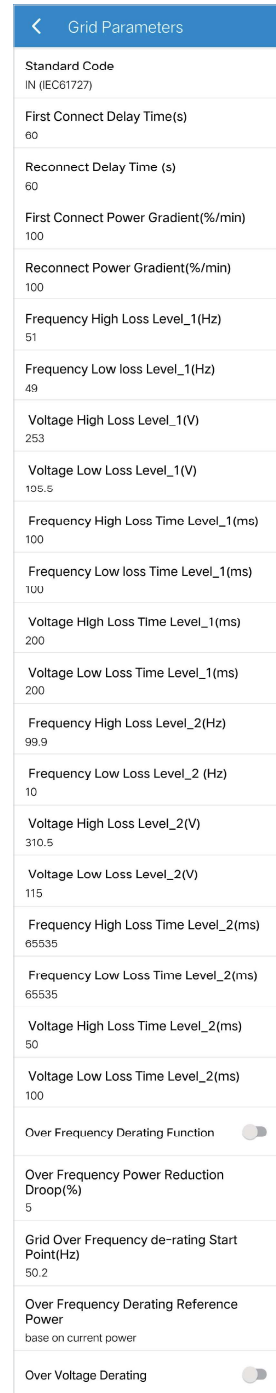 Grid Parameters
Standard Code
IN (IEC61727)
First Connect Delay Time(s)
60
Reconnect Delay Time (s)
60
First Connect Power Gradient(%/min)
100
Reconnect Power Gradient(%/min)
100
Frequency High Loss Level_1(Hz)
51
Frequency Low loss Level_1(Hz)
49
Voltage High Loss Level_1(V)
253
Voltage Low Loss Level_1(V)
195.5
Frequency High Loss Time Level_1(ms)
100
Frequency Low loss Time Level_1(ms)
100
Voltage High Loss TIme Level_1(ms)
200
Voltage Low Loss Time Level_1(ms)
200
Frequency High Loss Level_2(Hz)
99.9
Frequency Low Loss Level_2 (Hz)
10
Voltage High Loss Level_2(V)
310.5
Voltage Low Loss Level_2(V)
115
Frequency High Loss Time Level_2(ms)
65535
Frequency Low Loss Time Level_2(ms)
65535
Voltage High Loss Time Level_2(ms)
50
Voltage Low Loss Time Level_2(ms)
100
Over Frequency Derating Function
Over Frequency Power Reduction
Droop(%)
5
Grid Over Frequency de-rating Start
Point(Hz)
50.2
Over Frequency Derating Reference
Power
base on current power
Over Voltage Derating